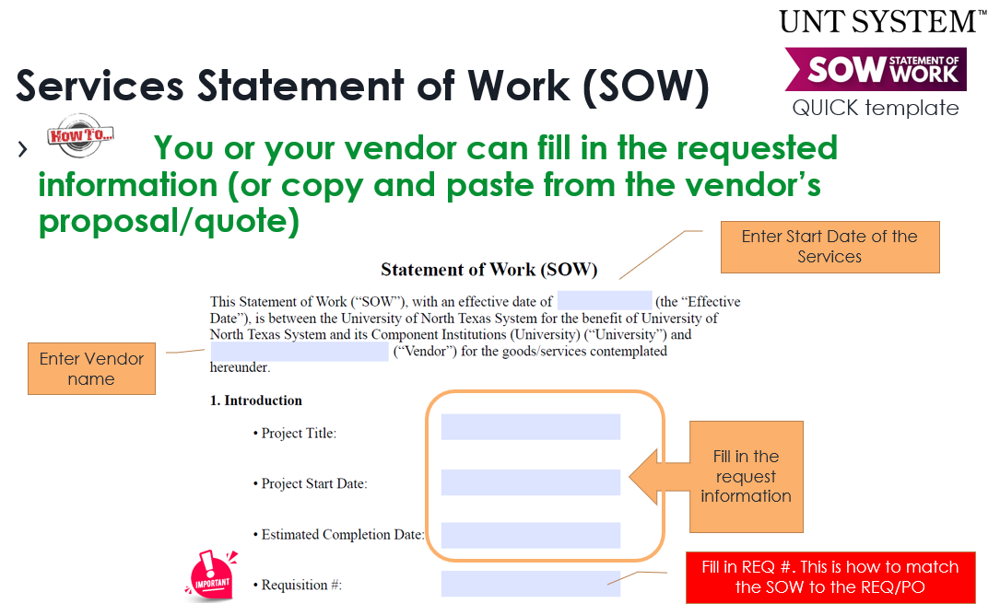 UNT SYSTEM™
SOW STATEMENT OF WORK
QUICK template
Services Statement of Work (SOW)
› How To... You or your vendor can fill in the requested
information (or copy and paste from the vendor’s
proposal/quote)
Enter Start Date of the
Services
Statement of Work (SOW)
This Statement of Work (“SOW”), with an effective date of (the “Effective
Date”), is between the University of North Texas System for the benefit of University of
North Texas System and its Component Institutions (University) (“University”) and
(“Vendor”) for the goods/services contemplated
hereunder.
Enter Vendor
name
1. Introduction
• Project Title:
• Project Start Date:
• Estimated Completion Date:
Fill in the
request
information
IMPORTANT
• Requisition #:
Fill in REQ #. This is how to match
the SOW to the REQ/PO